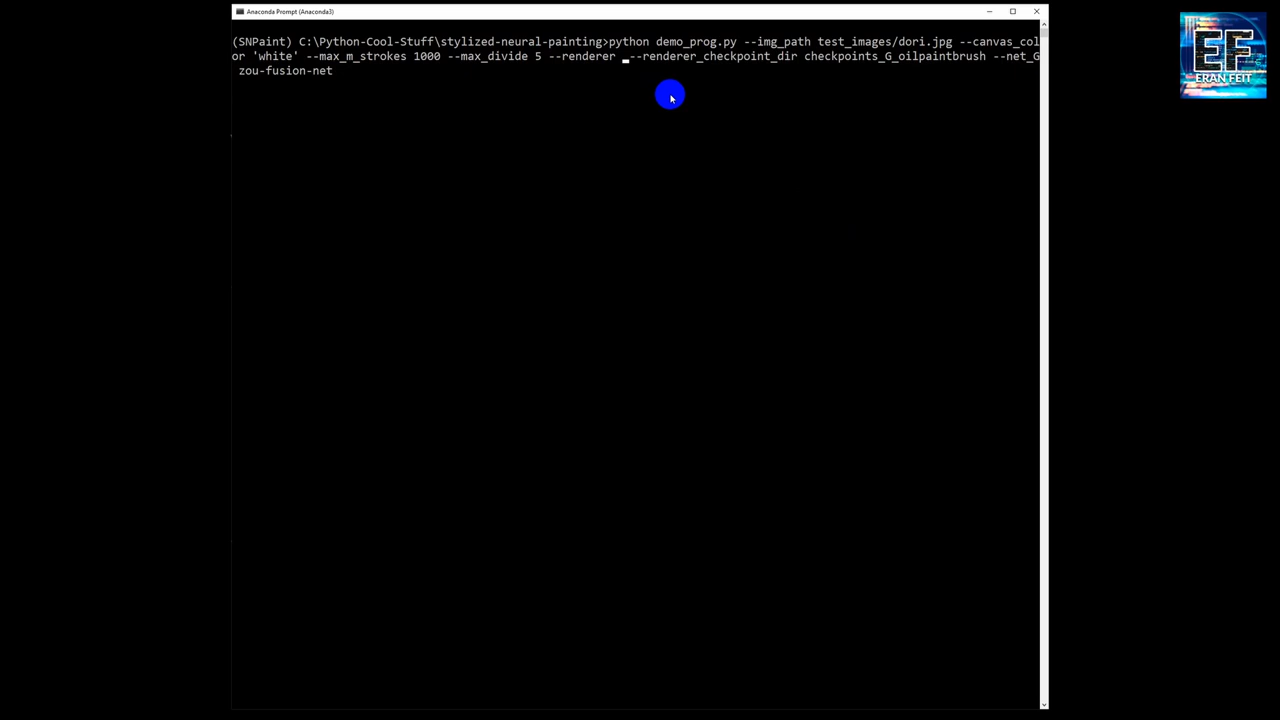 Anaconda Prompt (Anaconda3)
(SNPaint) C:\Python-Cool-Stuff\stylized-neural-painting>python demo_prog.py --img_path test_images/dori.jpg --canvas_col
or 'white' --max_m_strokes 1000 --max_divide 5 --renderer _--renderer_checkpoint_dir checkpoints_G_oilpaintbrush --net_G
zou-fusion-net
EF
ERAN FEIT